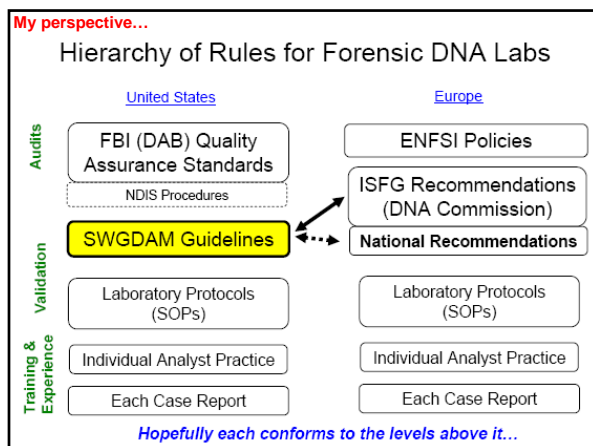 My perspective…
Hierarchy of Rules for Forensic DNA Labs
United States
Europe
Audits
FBI (DAB) Quality
Assurance Standards
NDIS Procedures
ENFSI Policies
ISFG Recommendations
(DNA Commission)
SWGDAM Guidelines
National Recommendations
Validation
Laboratory Protocols
(SOPs)
Laboratory Protocols
(SOPs)
Training &
Experience
Individual Analyst Practice
Individual Analyst Practice
Each Case Report
Each Case Report
Hopefully each conforms to the levels above it…